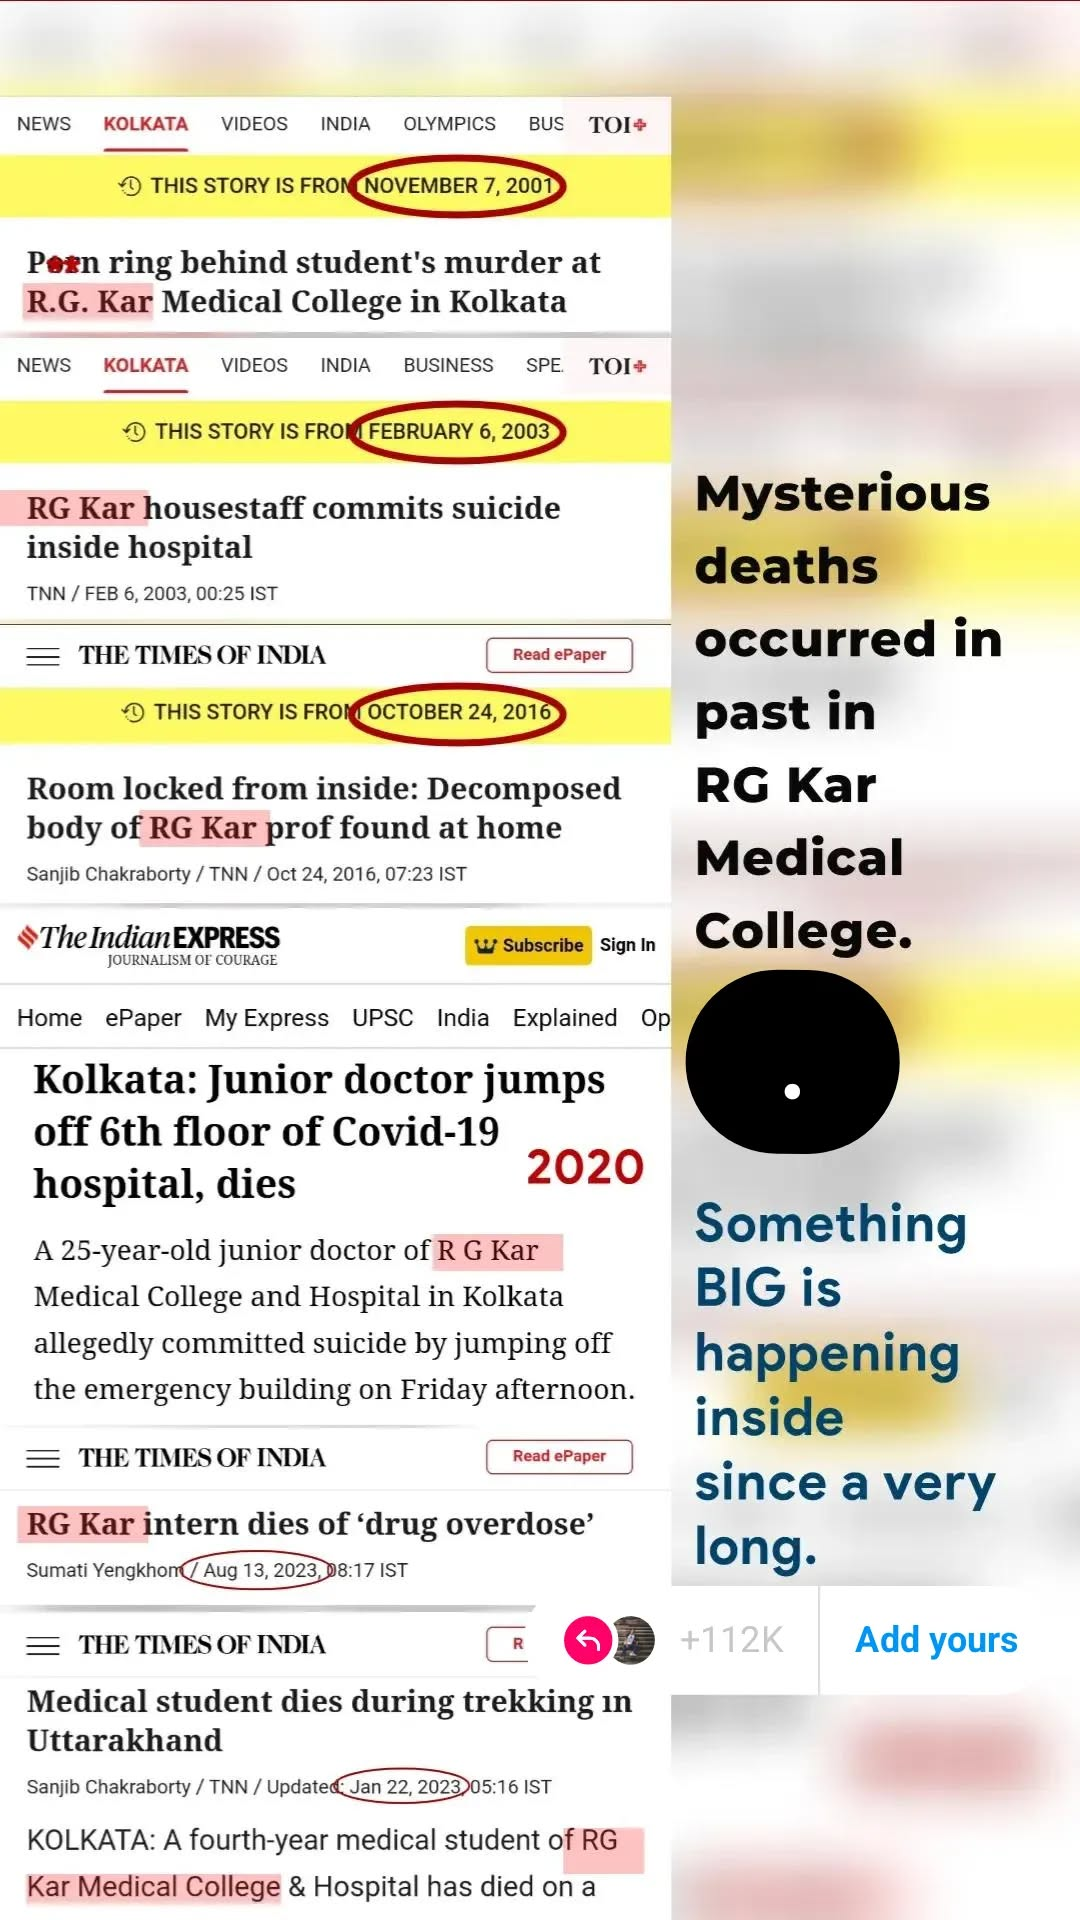 NEWS KOLKATA VIDEOS INDIA OLYMPICS BUS TOI+
THIS STORY IS FROM NOVEMBER 7, 2001
P**rn ring behind student's murder at
R.G. Kar Medical College in Kolkata
NEWS KOLKATA VIDEOS INDIA BUSINESS SPE. TOI+
THIS STORY IS FROM FEBRUARY 6, 2003
RG Kar housestaff commits suicide
inside hospital
TNN / FEB 6, 2003, 00:25 IST
THE TIMES OF INDIA Read ePaper
THIS STORY IS FROM OCTOBER 24, 2016
Room locked from inside: Decomposed
body of RG Kar prof found at home
Sanjib Chakraborty / TNN / Oct 24, 2016, 07:23 IST
The Indian EXPRESS Subscribe Sign In
JOURNALISM OF COURAGE
Home ePaper My Express UPSC India Explained Op
Kolkata: Junior doctor jumps
off 6th floor of Covid-19
hospital, dies
2020
A 25-year-old junior doctor of R G Kar
Medical College and Hospital in Kolkata
allegedly committed suicide by jumping off
the emergency building on Friday afternoon.
THE TIMES OF INDIA Read ePaper
RG Kar intern dies of ‘drug overdose’
Sumati Yengkhom / Aug 13, 2023, 08:17 IST
THE TIMES OF INDIA R
Medical student dies during trekking in
Uttarakhand
Sanjib Chakraborty / TNN / Updated: Jan 22, 2023, 05:16 IST
KOLKATA: A fourth-year medical student of RG
Kar Medical College & Hospital has died on a
Mysterious
deaths
occurred in
past in
RG Kar
Medical
College.
.
Something
BIG is
happening
inside
since a very
long.
+112K Add yours